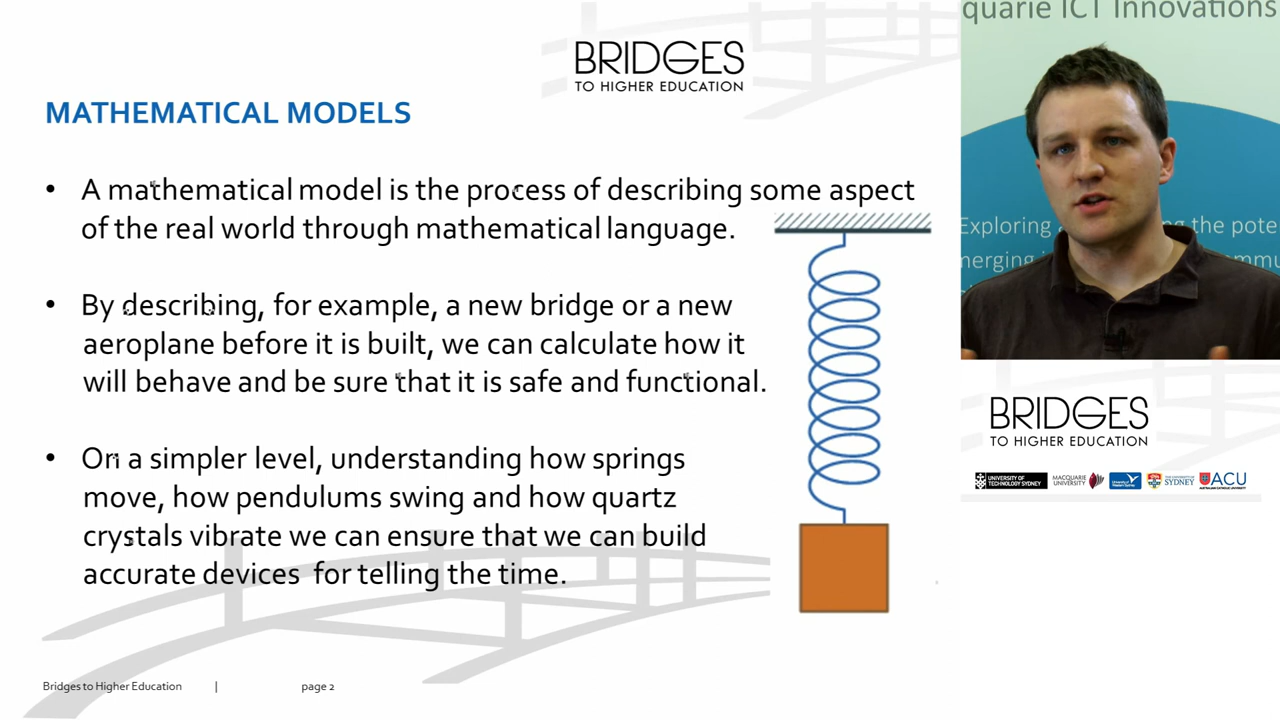 BRIDGES
TO HIGHER EDUCATION
MATHEMATICAL MODELS
• A mathematical model is the process of describing some aspect
of the real world through mathematical language.
• By describing, for example, a new bridge or a new
aeroplane before it is built, we can calculate how it
will behave and be sure that it is safe and functional.
• On a simpler level, understanding how springs
move, how pendulums swing and how quartz
crystals vibrate we can ensure that we can build
accurate devices for telling the time.
Bridges to Higher Education | page 2
quarie ICT Innovations
Exploring
the pote
merging
BRIDGES
TO HIGHER EDUCATION
UNIVERSITY OF
TECHNOLOGY SYDNEY
MACQUARIE
UNIVERSITY
SYDNEY
ACU